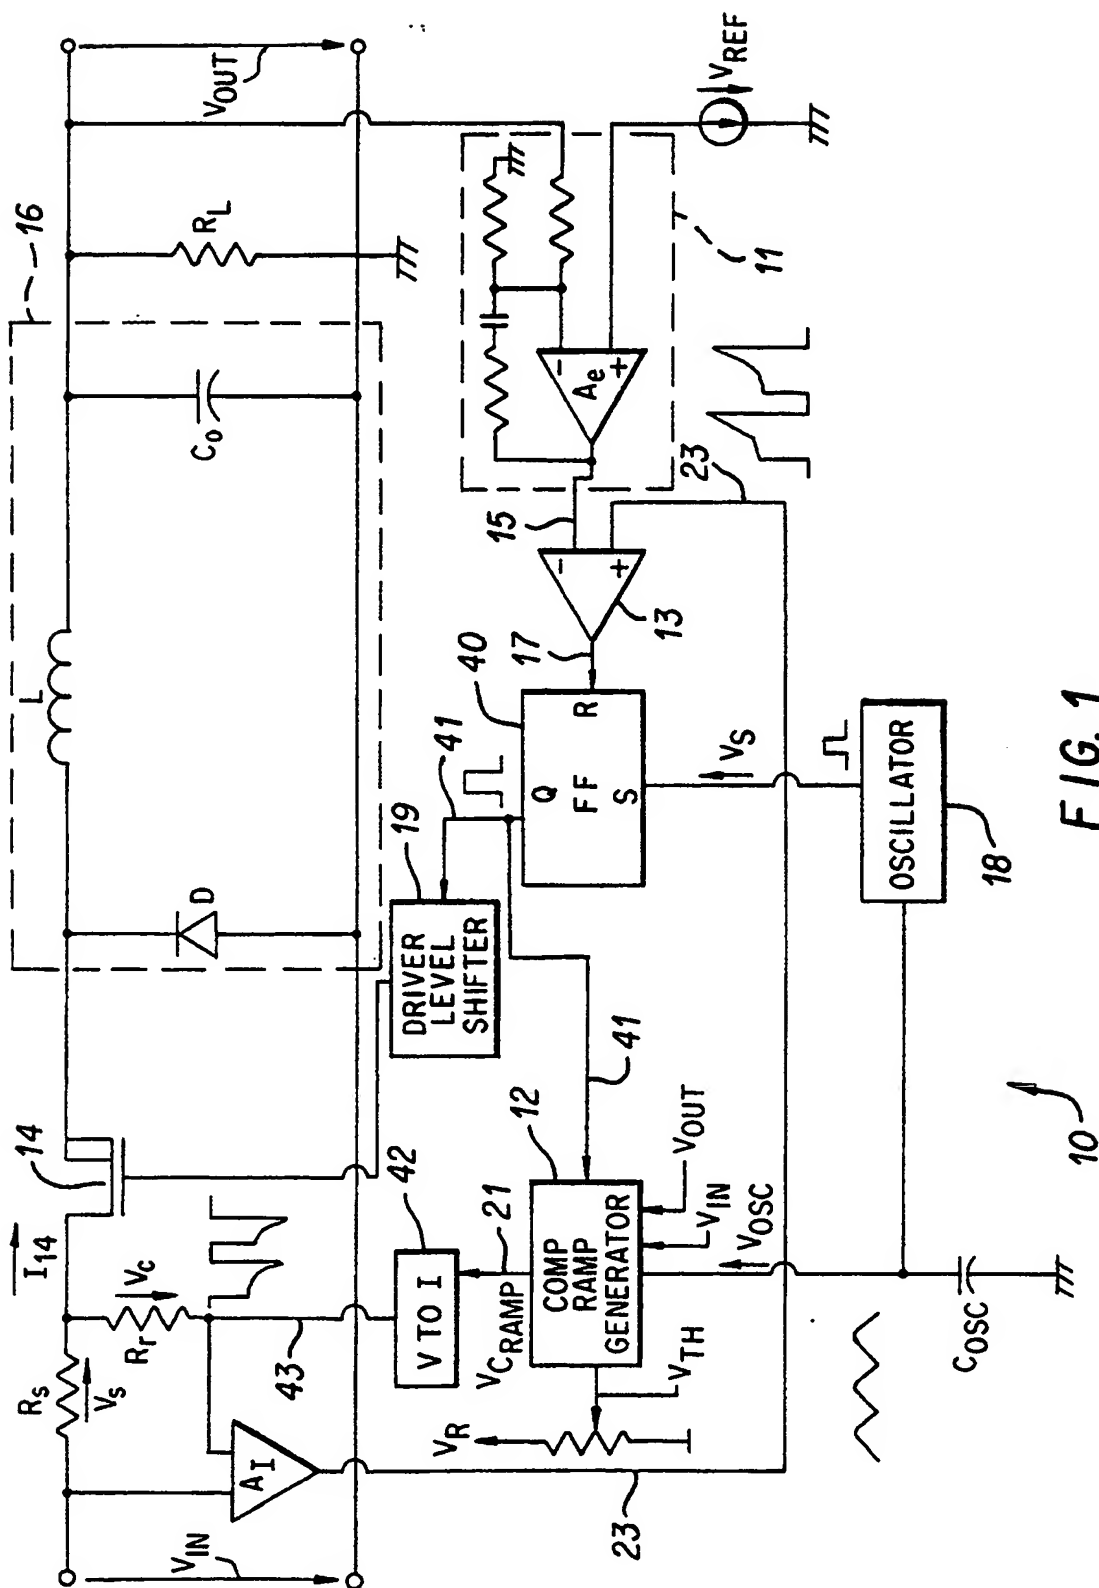 V_IN
V_OUT
16
R_s
V_s
I_14
14
L
R_L
R_r
V_c
D
C_o
A_I
43
V TO I
42
DRIVER
LEVEL
SHIFTER
19
41
Q
FF
R
S
40
17
13
15
-
+
A_e
-
+
11
V_REF
23
V_R
V_TH
V_CRAMP
21
COMP
RAMP
GENERATOR
12
41
V_OUT
V_IN
V_OSC
V_S
23
C_OSC
OSCILLATOR
18
10
FIG. 1